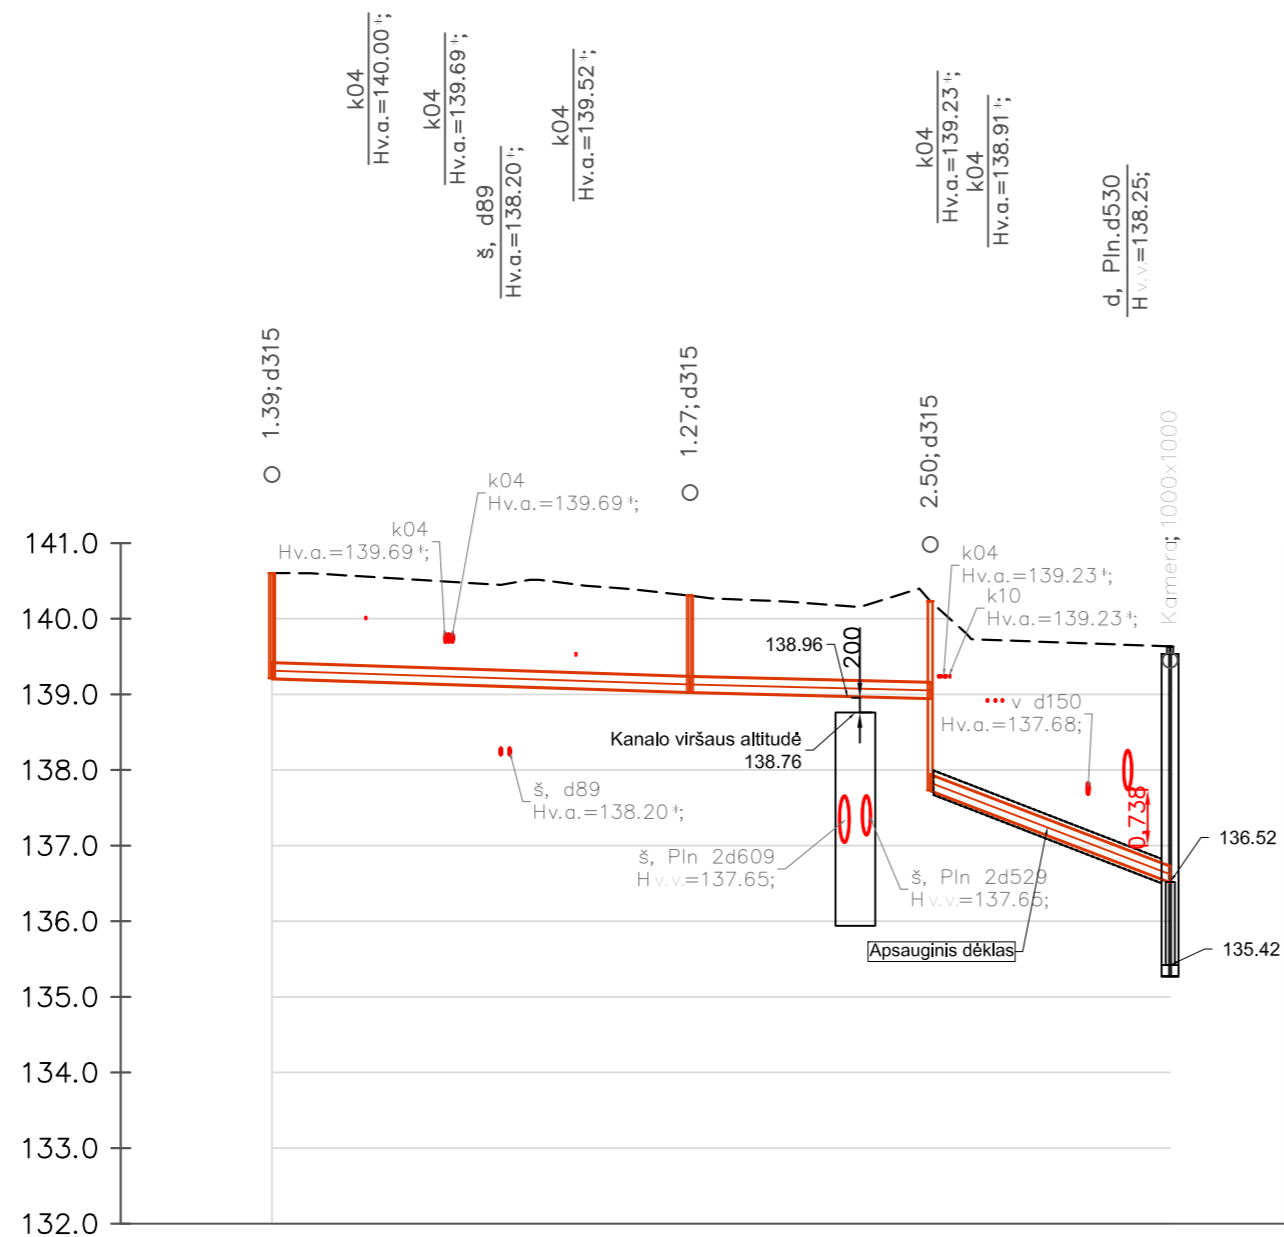 k04
Hv.a.=140.00*;
k04
Hv.a.=139.69*;
š, d89
Hv.a.=138.20*;
k04
Hv.a.=139.52*;
k04
Hv.a.=139.23*;
k04
Hv.a.=138.91*;
d, Pln.d530
Hv.v.=138.25;
1.39; d315
1.27; d315
2.50; d315
Kamera; 1000x1000
k04
Hv.a.=139.69*;
k04
Hv.a.=139.69*;
k04
Hv.a.=139.23*;
k10
Hv.a.=139.23*;
138.96
200
v d150
Hv.a.=137.68;
Kanalo viršaus altitudė
138.76
š, d89
Hv.a.=138.20*;
0,738
136.52
š, Pln 2d609
Hv.v.=137.65;
š, Pln 2d529
Hv.v.=137.65;
Apsauginis dėklas
135.42
141.0
140.0
139.0
138.0
137.0
136.0
135.0
134.0
133.0
132.0